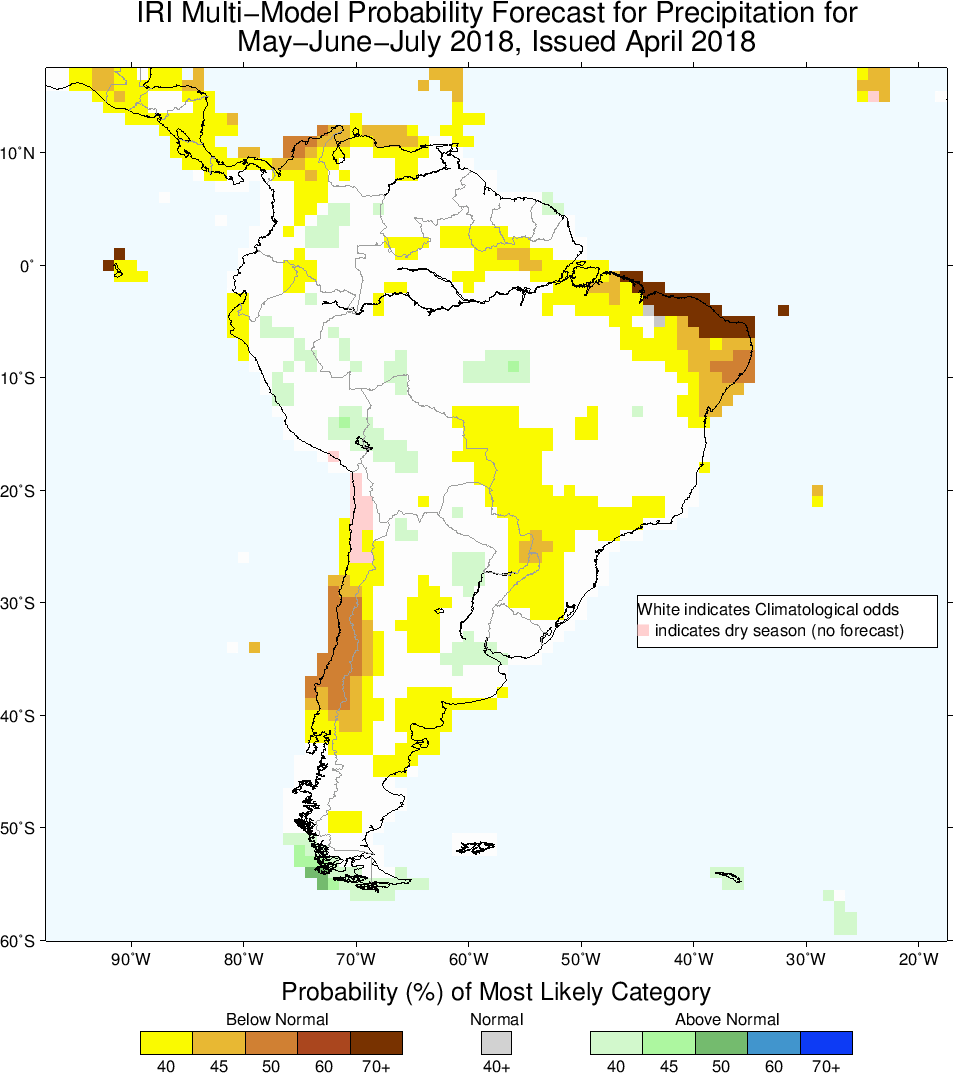 IRI Multi−Model Probability Forecast for Precipitation for
May−June−July 2018, Issued April 2018
10˚N
0˚
10˚S
20˚S
30˚S
40˚S
50˚S
60˚S
White indicates Climatological odds
indicates dry season (no forecast)
90˚W 80˚W 70˚W 60˚W 50˚W 40˚W 30˚W 20˚W
Probability (%) of Most Likely Category
Below Normal Normal Above Normal
40 45 50 60 70+ 40+ 40 45 50 60 70+